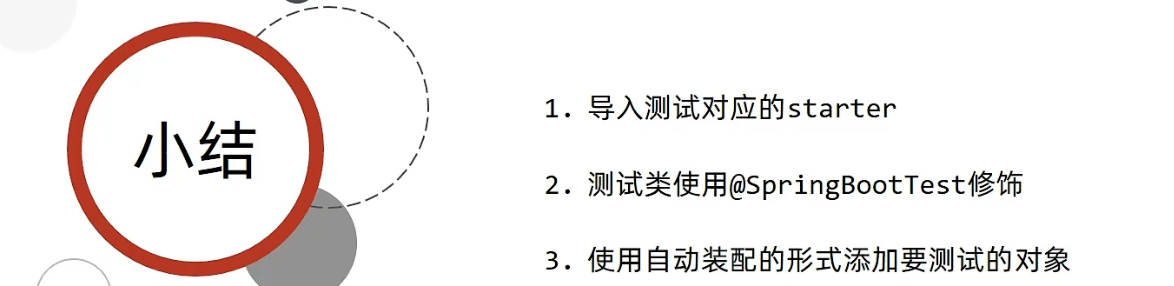 小结
1. 导入测试对应的starter
2. 测试类使用@SpringBootTest修饰
3. 使用自动装配的形式添加要测试的对象